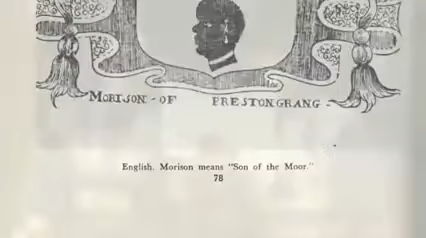 MORISON - OF PRESTONGRANG -
English. Morison means "Son of the Moor."
78